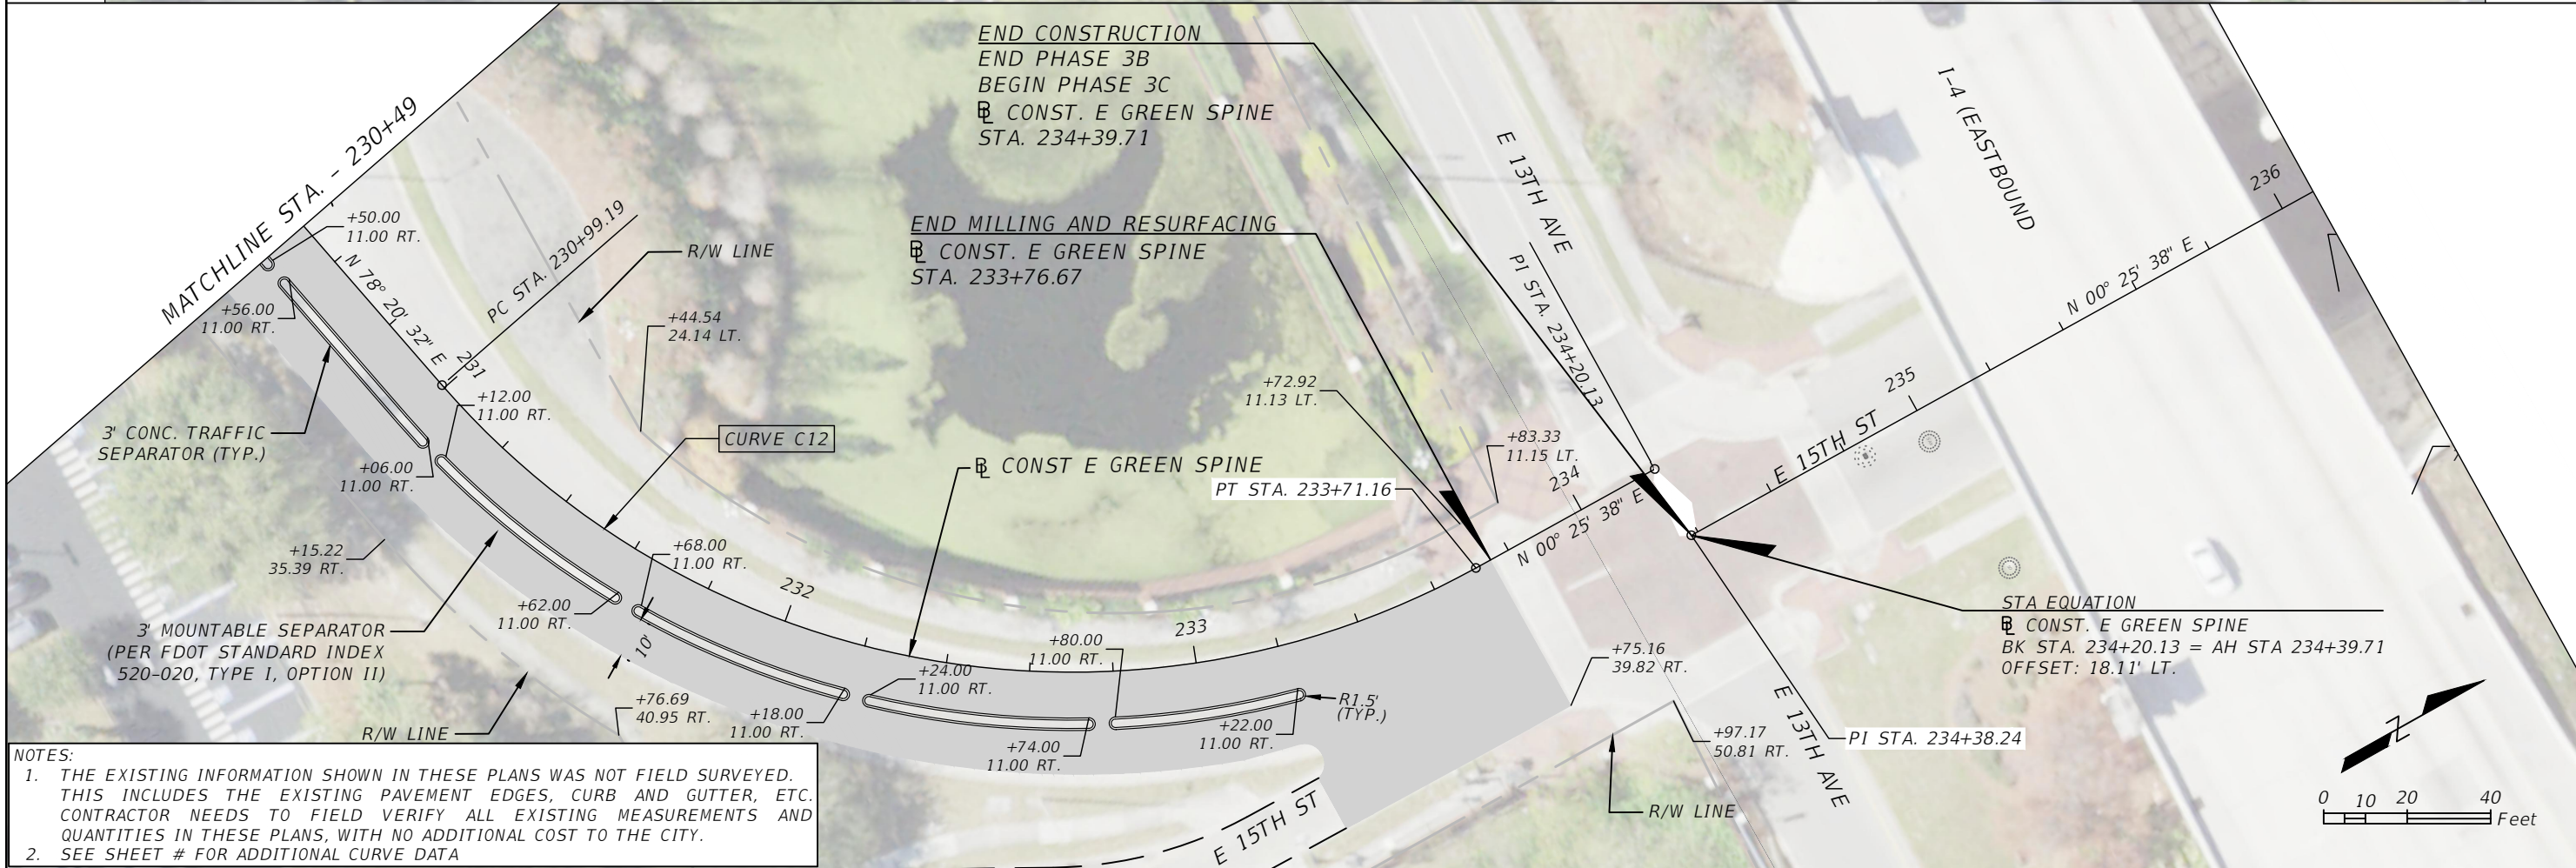 END CONSTRUCTION
END PHASE 3B
BEGIN PHASE 3C
BL CONST. E GREEN SPINE
STA. 234+39.71
END MILLING AND RESURFACING
BL CONST. E GREEN SPINE
STA. 233+76.67
MATCHLINE STA. - 230+49
+50.00
11.00 RT.
N 78° 20' 32" E
PC STA. 230+99.19
R/W LINE
+44.54
24.14 LT.
+56.00
11.00 RT.
231
+12.00
11.00 RT.
3' CONC. TRAFFIC
SEPARATOR (TYP.)
+06.00
11.00 RT.
CURVE C12
BL CONST E GREEN SPINE
+72.92
11.13 LT.
PT STA. 233+71.16
+83.33
11.15 LT.
234
N 00° 25' 38" E
E 13TH AVE
PI STA. 234+20.13
I-4 (EASTBOUND
236
N 00° 25' 38" E
235
E 15TH ST
+15.22
35.39 RT.
+68.00
11.00 RT.
232
+62.00
11.00 RT.
3' MOUNTABLE SEPARATOR
(PER FDOT STANDARD INDEX
520-020, TYPE I, OPTION II)
10'
+80.00
11.00 RT.
233
+24.00
11.00 RT.
+76.69
40.95 RT.
+18.00
11.00 RT.
R/W LINE
+74.00
11.00 RT.
+22.00
11.00 RT.
R1.5'
(TYP.)
+75.16
39.82 RT.
+97.17
50.81 RT.
R/W LINE
E 13TH AVE
PI STA. 234+38.24
STA EQUATION
BL CONST. E GREEN SPINE
BK STA. 234+20.13 = AH STA 234+39.71
OFFSET: 18.11' LT.
E 15TH ST
N
0 10 20 40
Feet
NOTES:
1. THE EXISTING INFORMATION SHOWN IN THESE PLANS WAS NOT FIELD SURVEYED.
THIS INCLUDES THE EXISTING PAVEMENT EDGES, CURB AND GUTTER, ETC.
CONTRACTOR NEEDS TO FIELD VERIFY ALL EXISTING MEASUREMENTS AND
QUANTITIES IN THESE PLANS, WITH NO ADDITIONAL COST TO THE CITY.
2. SEE SHEET # FOR ADDITIONAL CURVE DATA